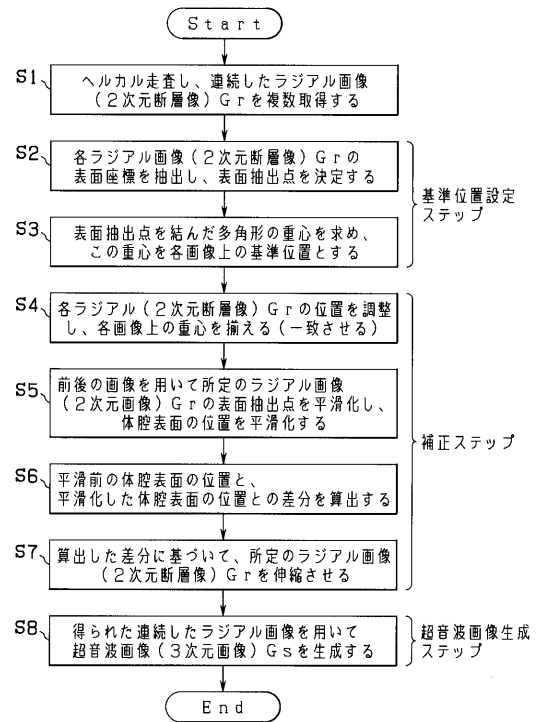 Start
S1
ヘルカル走査し、連続したラジアル画像
(2次元断層像)Grを複数取得する
S2
各ラジアル画像(2次元断層像)Grの
表面座標を抽出し、表面抽出点を決定する
S3
表面抽出点を結んだ多角形の重心を求め、
この重心を各画像上の基準位置とする
基準位置設定
ステップ
S4
各ラジアル(2次元断層像)Grの位置を調整
し、各画像上の重心を揃える(一致させる)
S5
前後の画像を用いて所定のラジアル画像
(2次元画像)Grの表面抽出点を平滑化し、
体腔表面の位置を平滑化する
S6
平滑前の体腔表面の位置と、
平滑化した体腔表面の位置との差分を算出する
S7
算出した差分に基づいて、所定のラジアル画像
(2次元断層像)Grを伸縮させる
補正ステップ
S8
得られた連続したラジアル画像を用いて
超音波画像(3次元画像)Gsを生成する
超音波画像生成
ステップ
End